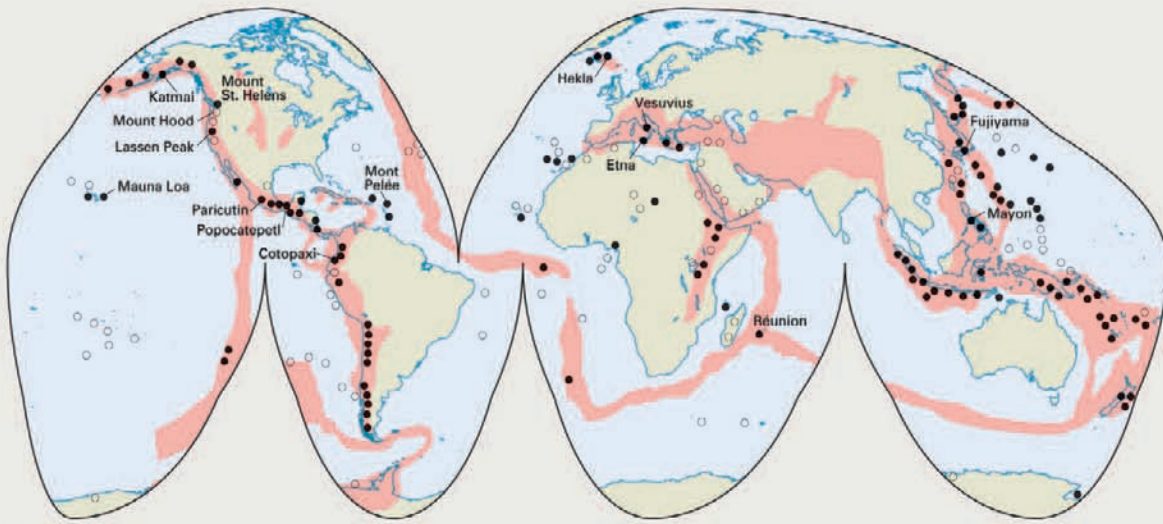 Katmai
Mount
St. Helens
Mount Hood
Lassen Peak
Mauna Loa
Paricutin
Popocatepetl
Cotopaxi
Mont
Pelée
Hekla
Vesuvius
Etna
Réunion
Fujiyama
Mayon